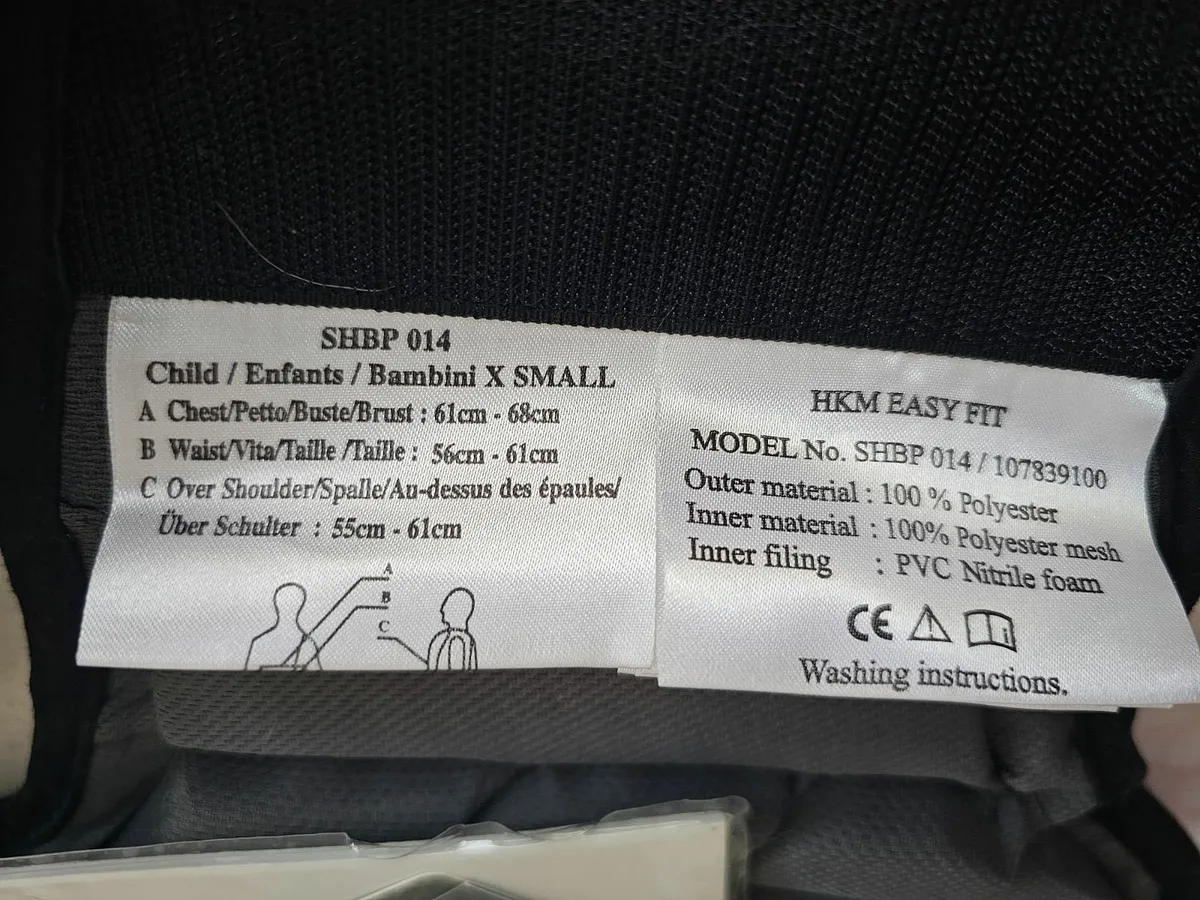 SHBP 014
Child / Enfants / Bambini X SMALL
A Chest/Petto/Buste/Brust : 61cm - 68cm
B Waist/Vita/Taille /Taille : 56cm - 61cm
C Over Shoulder/Spalle/Au-dessus des épaules/
Über Schulter : 55cm - 61cm
A
B
C
HKM EASY FIT
MODEL No. SHBP 014 / 107839100
Outer material : 100 % Polyester
Inner material : 100% Polyester mesh
Inner filing : PVC Nitrile foam
CE
Washing instructions.